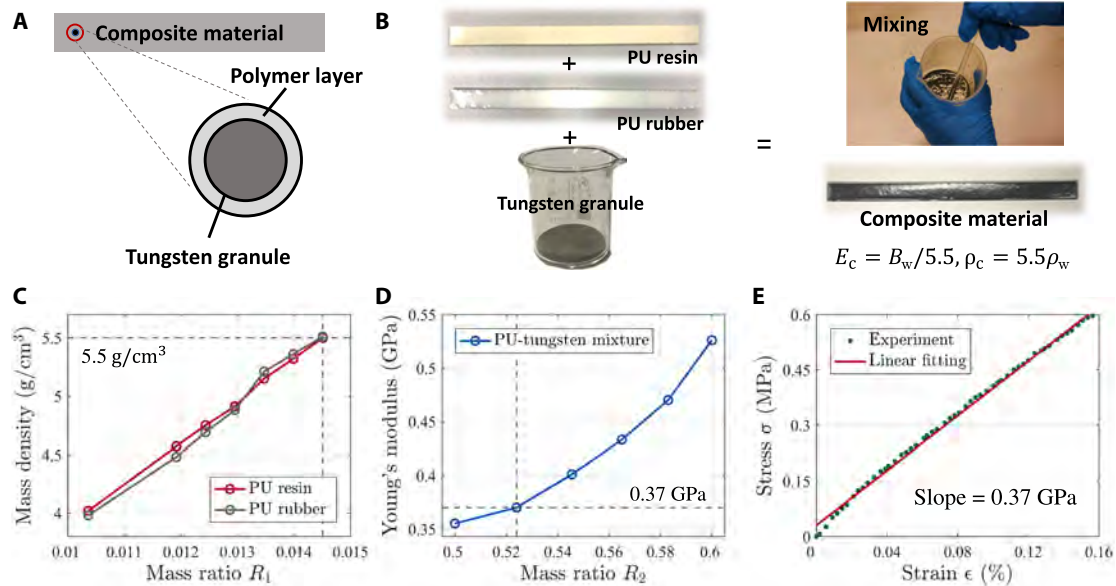 A
Composite material
Polymer layer
Tungsten granule
B
PU resin
+
PU rubber
+
Tungsten granule
=
Mixing
Composite material
E_c = B_w/5.5, ρ_c = 5.5ρ_w
C
Mass density (g/cm³)
5.5
5
4.5
4
5.5 g/cm³
PU resin
PU rubber
0.01 0.011 0.012 0.013 0.014 0.015
Mass ratio R₁
D
Young's modulus (GPa)
0.55
0.5
0.45
0.4
0.35
PU-tungsten mixture
0.37 GPa
0.5 0.52 0.54 0.56 0.58 0.6
Mass ratio R₂
E
Stress σ (MPa)
0.6
0.45
0.3
0.15
0
Experiment
Linear fitting
Slope = 0.37 GPa
0 0.04 0.08 0.12 0.16
Strain ϵ (%)